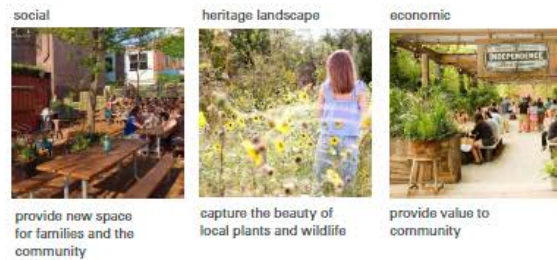 social
heritage landscape
economic
INDEPENDENCE
provide new space
for families and the
community
capture the beauty of
local plants and wildlife
provide value to
community